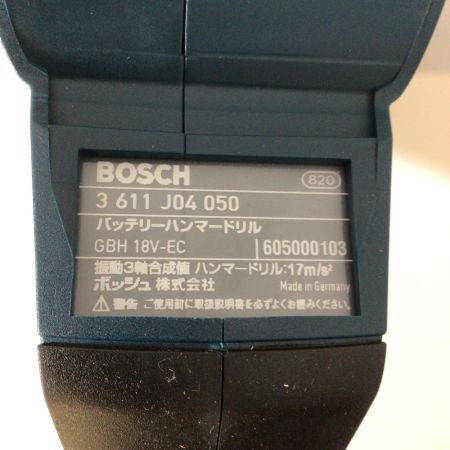 BOSCH 820
3 611 J04 050
バッテリーハンマードリル
GBH 18V-EC 605000103
振動3軸合成値 ハンマードリル:17m/s²
ボッシュ株式会社 Made in Germany
⚠警告 ご使用前に取扱説明書を必ずよくお読みください。